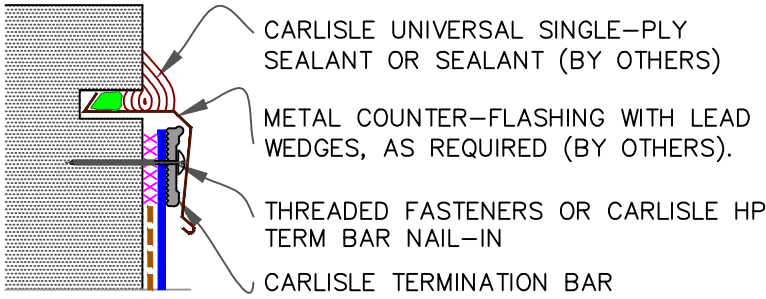 CARLISLE UNIVERSAL SINGLE-PLY
SEALANT OR SEALANT (BY OTHERS)
METAL COUNTER-FLASHING WITH LEAD
WEDGES, AS REQUIRED (BY OTHERS).
THREADED FASTENERS OR CARLISLE HP
TERM BAR NAIL-IN
CARLISLE TERMINATION BAR